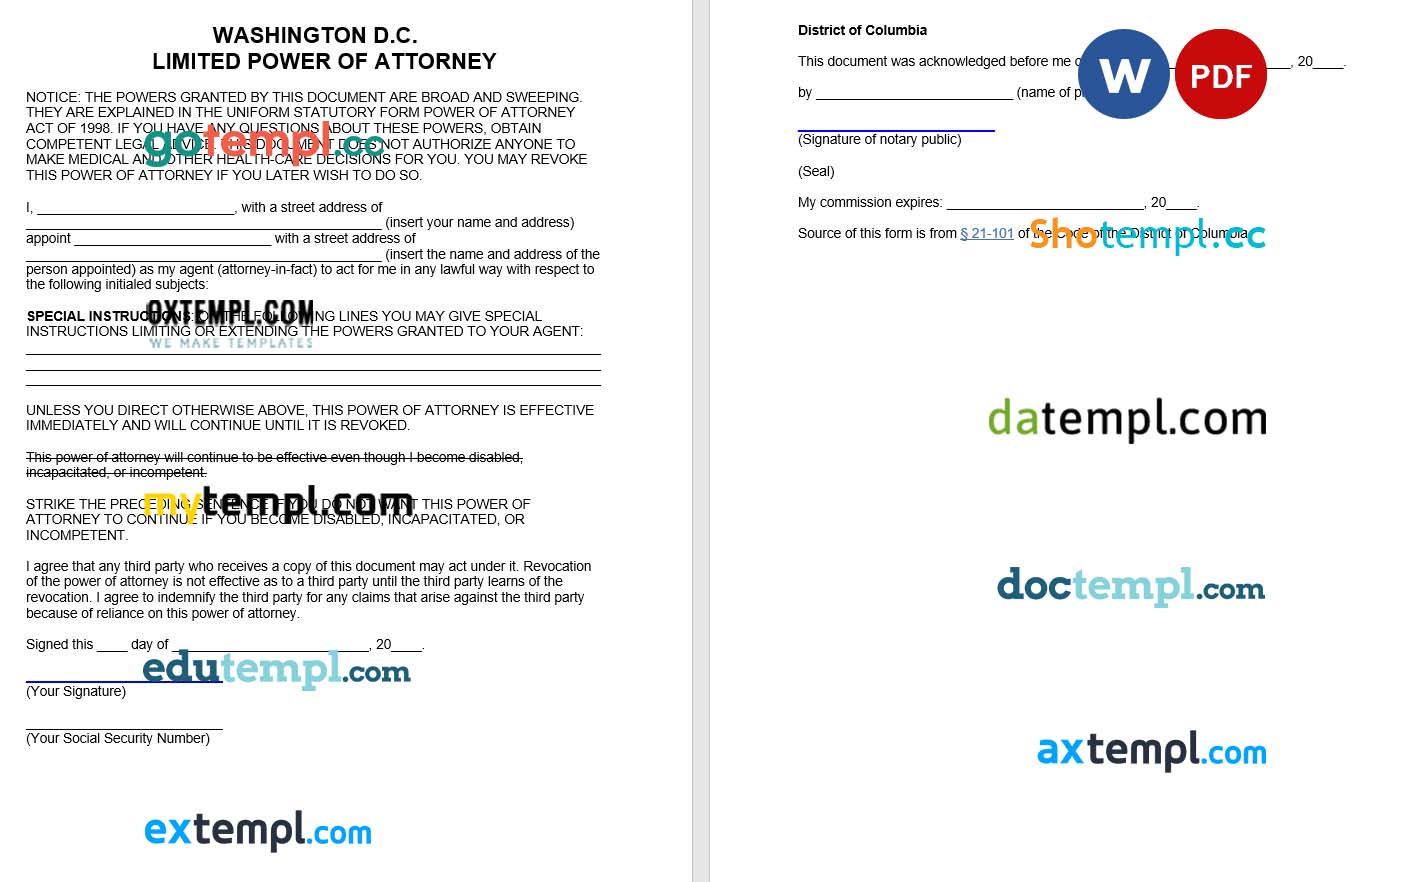 WASHINGTON D.C.
LIMITED POWER OF ATTORNEY
NOTICE: THE POWERS GRANTED BY THIS DOCUMENT ARE BROAD AND SWEEPING.
THEY ARE EXPLAINED IN THE UNIFORM STATUTORY FORM POWER OF ATTORNEY
ACT OF 1998. IF YOU HAVE ANY QUESTIONS ABOUT THESE POWERS, OBTAIN
COMPETENT LEGAL ADVICE. THIS DOCUMENT DOES NOT AUTHORIZE ANYONE TO
MAKE MEDICAL AND OTHER HEALTH-CARE DECISIONS FOR YOU. YOU MAY REVOKE
THIS POWER OF ATTORNEY IF YOU LATER WISH TO DO SO.
gotempl.cc
I, _________________________, with a street address of
_____________________________________________ (insert your name and address)
appoint _________________________ with a street address of
_____________________________________________ (insert the name and address of the
person appointed) as my agent (attorney-in-fact) to act for me in any lawful way with respect to
the following initialed subjects:
SPECIAL INSTRUCTIONS: ON THE FOLLOWING LINES YOU MAY GIVE SPECIAL
INSTRUCTIONS LIMITING OR EXTENDING THE POWERS GRANTED TO YOUR AGENT:
OXTEMPL.COM
WE MAKE TEMPLATES
UNLESS YOU DIRECT OTHERWISE ABOVE, THIS POWER OF ATTORNEY IS EFFECTIVE
IMMEDIATELY AND WILL CONTINUE UNTIL IT IS REVOKED.
This power of attorney will continue to be effective even though I become disabled,
incapacitated, or incompetent.
STRIKE THE PRECEDING SENTENCE IF YOU DO NOT WANT THIS POWER OF
ATTORNEY TO CONTINUE IF YOU BECOME DISABLED, INCAPACITATED, OR
INCOMPETENT.
mytempl.com
I agree that any third party who receives a copy of this document may act under it. Revocation
of the power of attorney is not effective as to a third party until the third party learns of the
revocation. I agree to indemnify the third party for any claims that arise against the third party
because of reliance on this power of attorney.
Signed this ____ day of _________________________, 20____.
edutempl.com
(Your Signature)
(Your Social Security Number)
extempl.com
District of Columbia
This document was acknowledged before me _____, 20____.
by _________________________ (name of
W PDF
(Signature of notary public)
(Seal)
My commission expires: _________________________, 20____.
Source of this form is from § 21-101 of the Code of the District of Columbia
Shotempl.cc
datempl.com
doctempl.com
axtempl.com